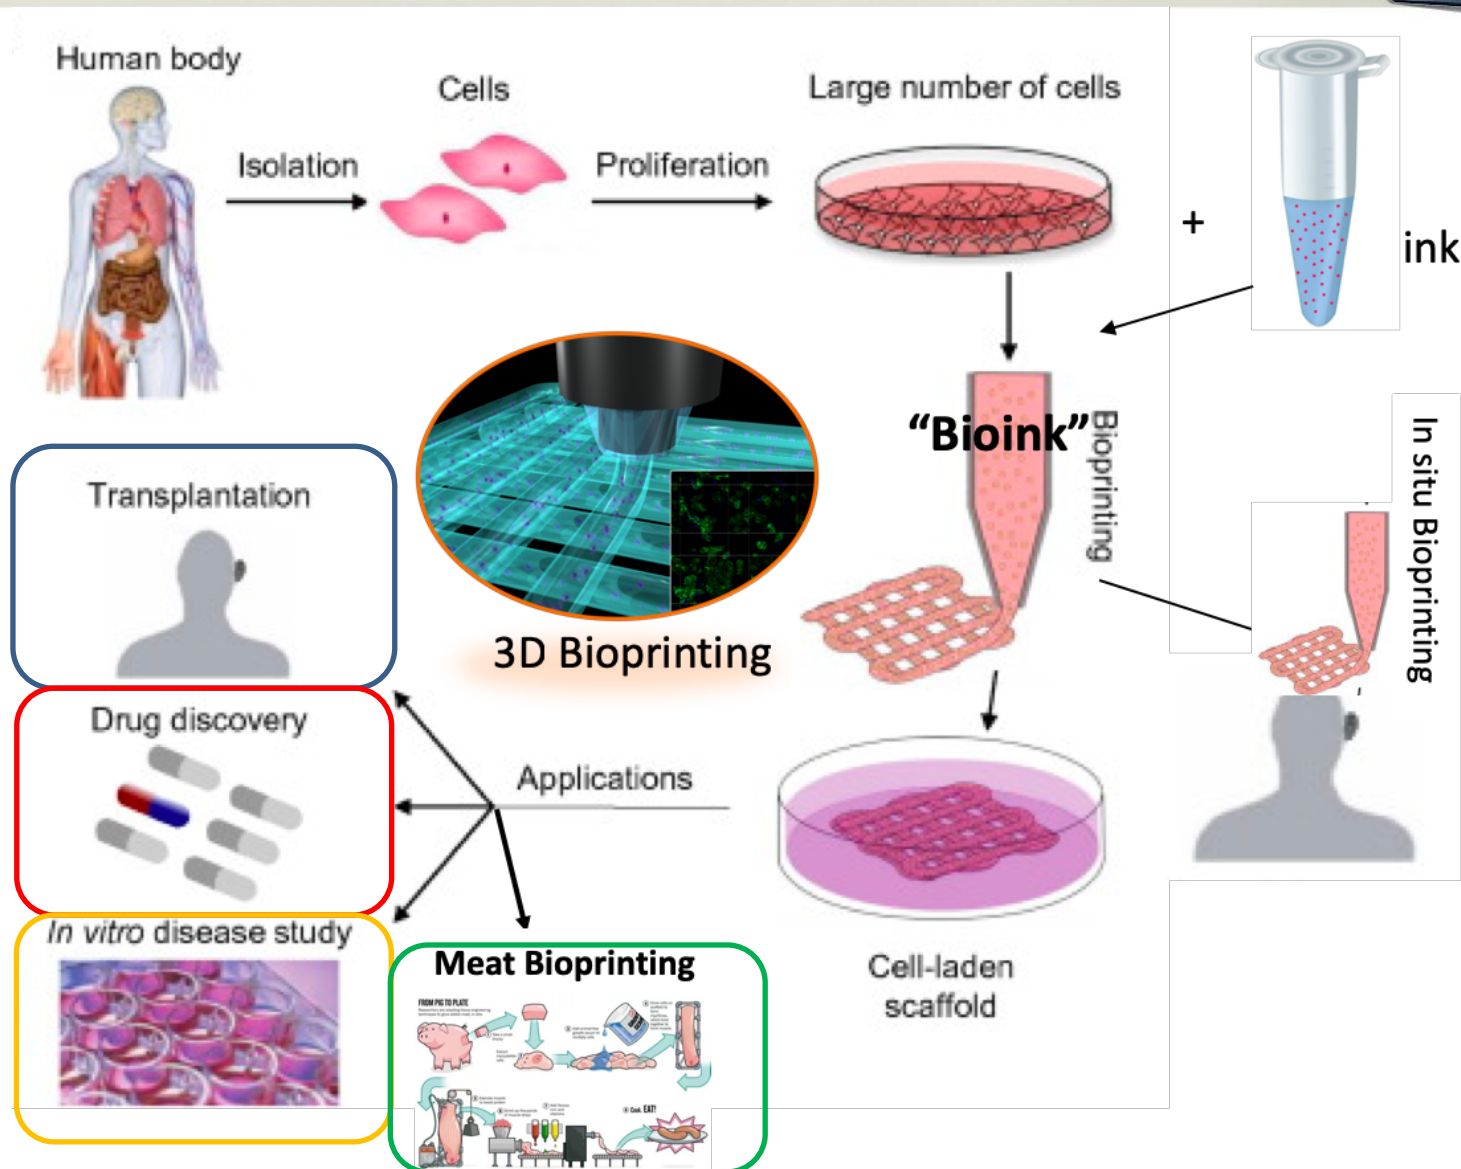 Human body
Cells
Large number of cells
Isolation
Proliferation
+
ink
“Bioink”
Bioprinting
In situ Bioprinting
3D Bioprinting
Transplantation
Drug discovery
Applications
In vitro disease study
Meat Bioprinting
Cell-laden
scaffold
FROM PIG TO PLATE
Cook, EAT!